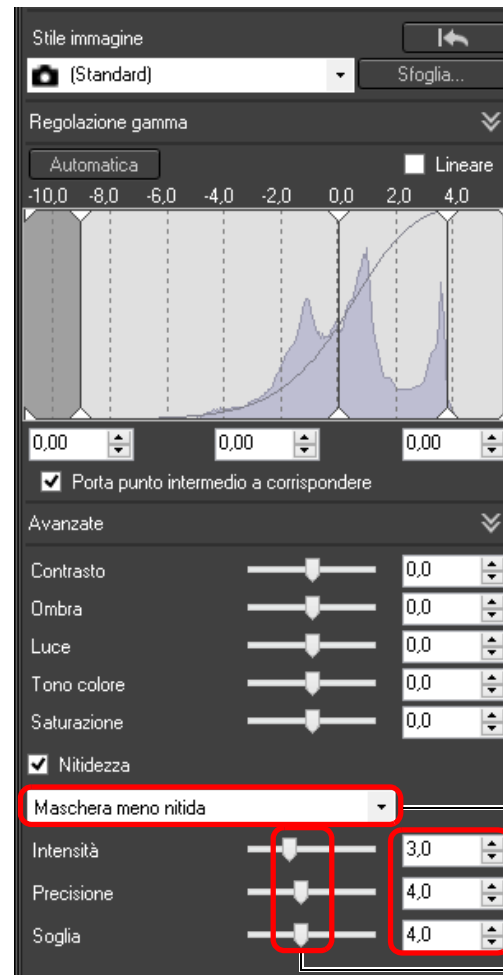 Stile immagine
(Standard) Sfoglia...
Regolazione gamma
Automatica Lineare
-10,0 -8,0 -6,0 -4,0 -2,0 0,0 2,0 4,0
0,00 0,00 0,00
Porta punto intermedio a corrispondere
Avanzate
Contrasto 0,0
Ombra 0,0
Luce 0,0
Tono colore 0,0
Saturazione 0,0
Nitidezza
Maschera meno nitida
Intensità 3,0
Precisione 4,0
Soglia 4,0